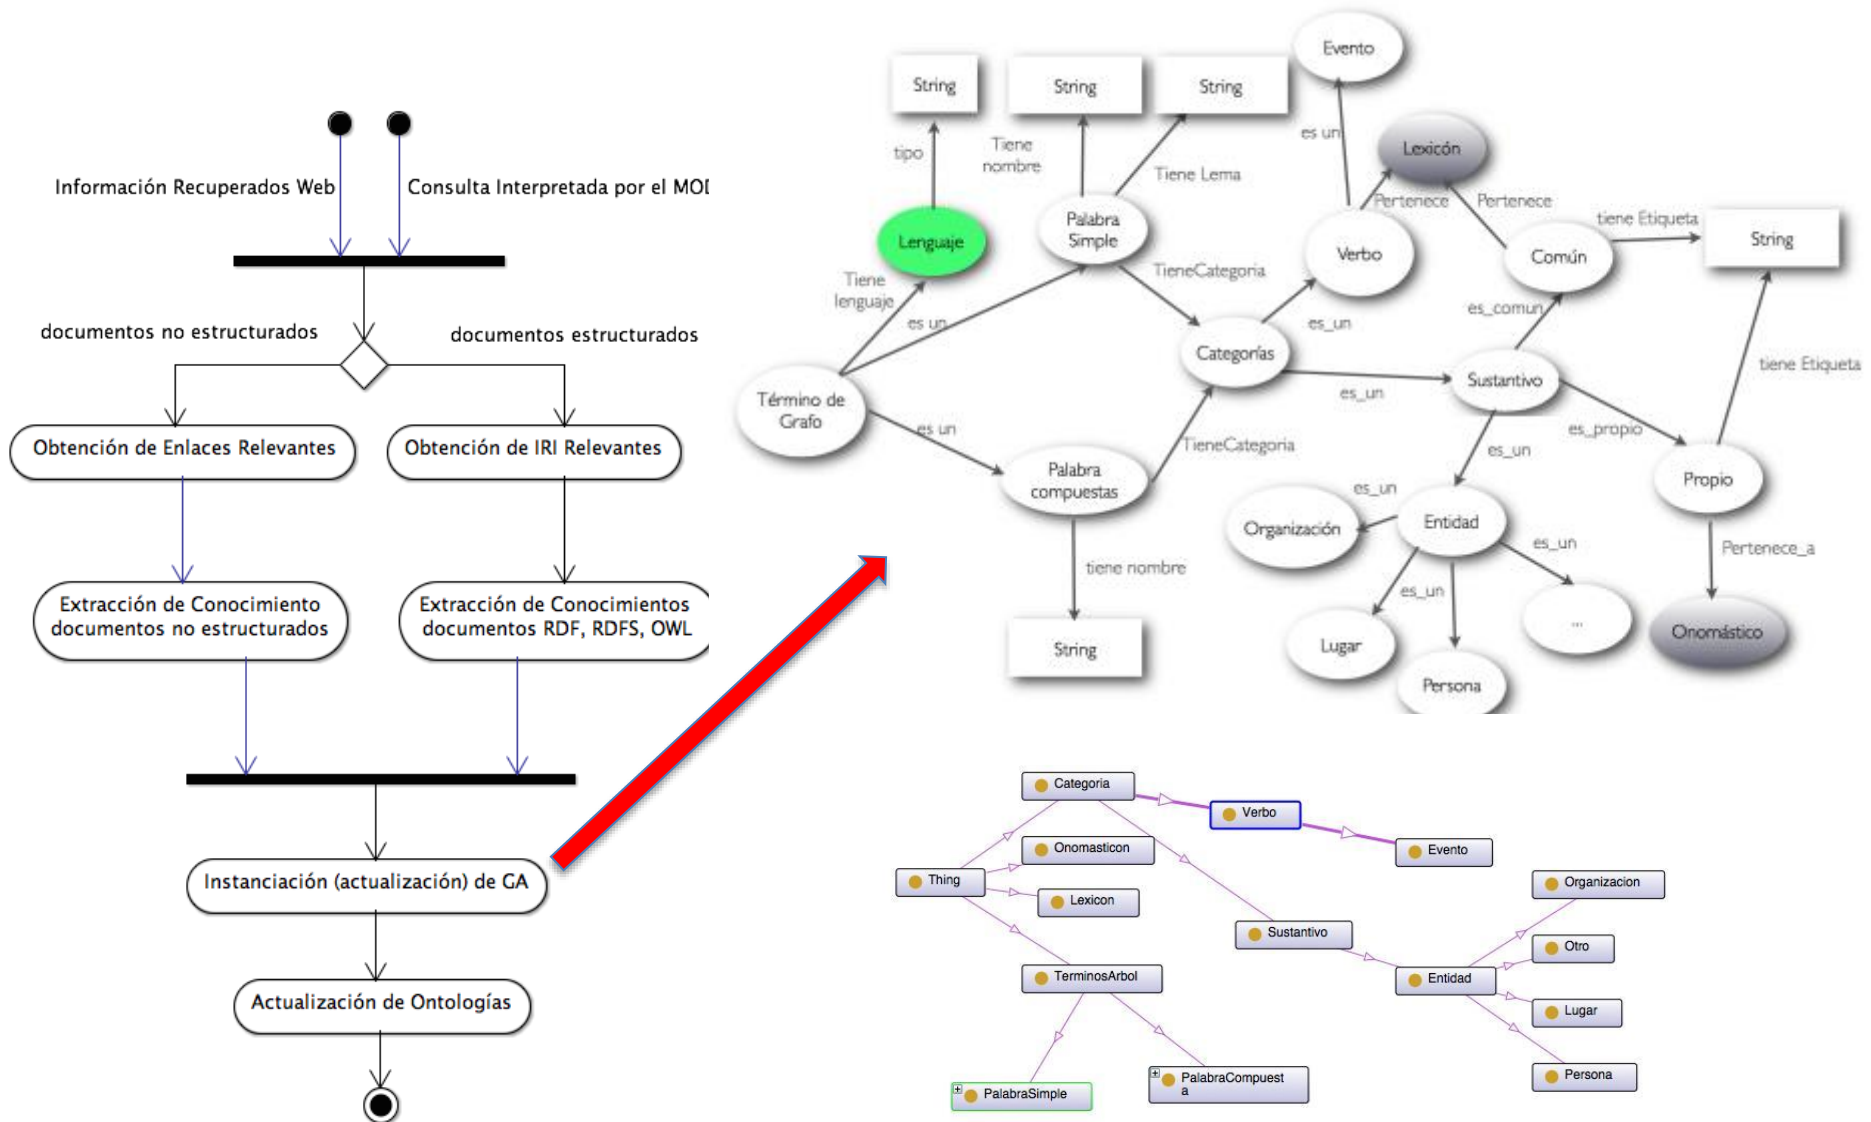 Información Recuperados Web
Consulta Interpretada por el MOD
documentos no estructurados
documentos estructurados
Obtención de Enlaces Relevantes
Obtención de IRI Relevantes
Extracción de Conocimiento
documentos no estructurados
Extracción de Conocimientos
documentos RDF, RDFS, OWL
Instanciación (actualización) de GA
Actualización de Ontologías
Evento
String
String
String
es un
Lexicón
tipo
Tiene
nombre
Tiene Lema
Pertenece
Pertenece
tiene Etiqueta
Lenguaje
Palabra
Simple
Verbo
Común
String
Tiene
lenguaje
TieneCategoria
es un
es_un
es_comun
Categorías
Sustantivo
tiene Etiqueta
Término de
Grafo
es_un
es un
TieneCategoria
es_propio
es_un
Palabra
compuestas
es_un
Propio
Organización
Entidad
es_un
Pertenece_a
tiene nombre
es_un
...
Onomástico
String
Lugar
Persona
Categoria
Verbo
Onomasticon
Evento
Thing
Organizacion
Lexicon
Sustantivo
Otro
TerminosArbol
Entidad
Lugar
PalabraSimple
PalabraCompuest
a
Persona